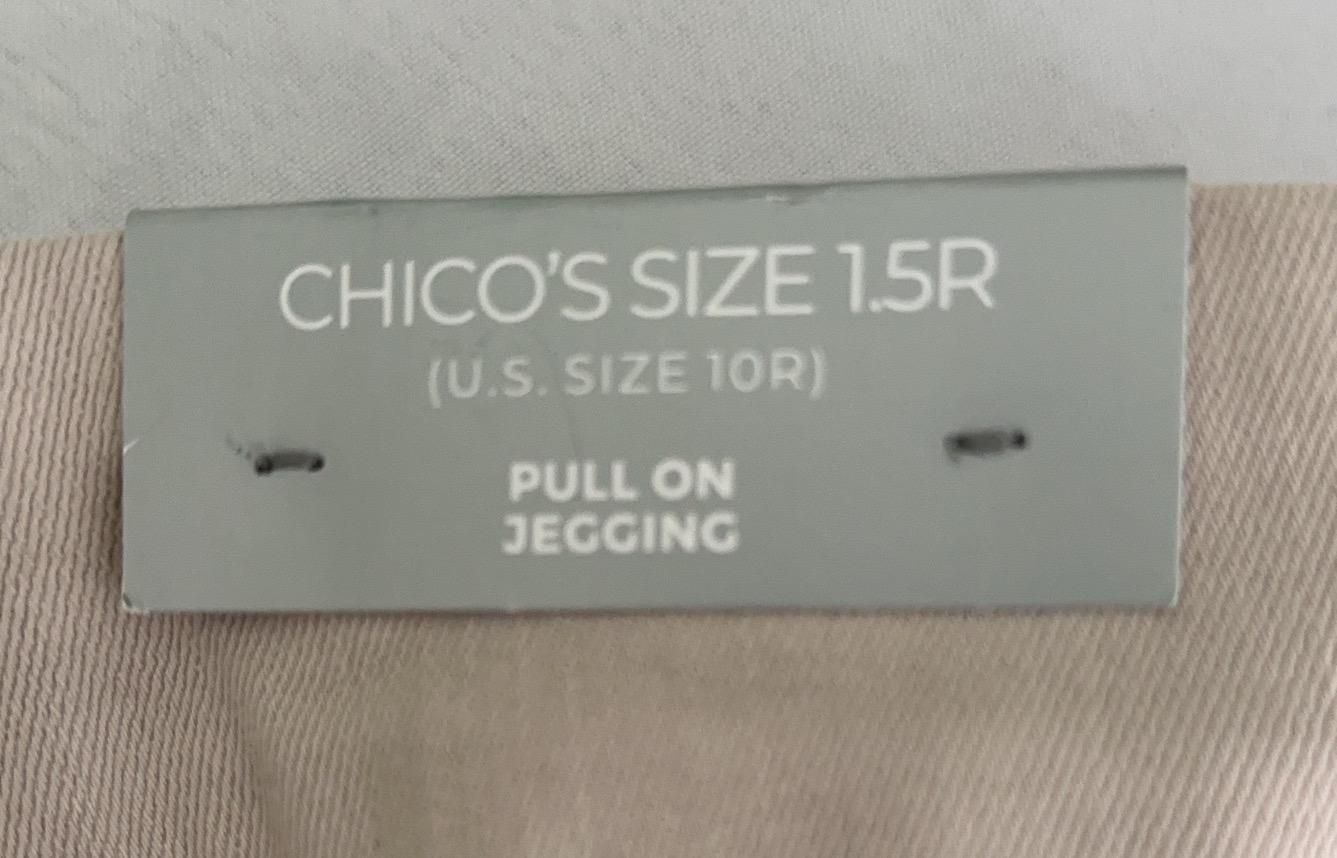 CHICO'S SIZE 1.5R
(U.S. SIZE 10R)
PULL ON
JEGGING